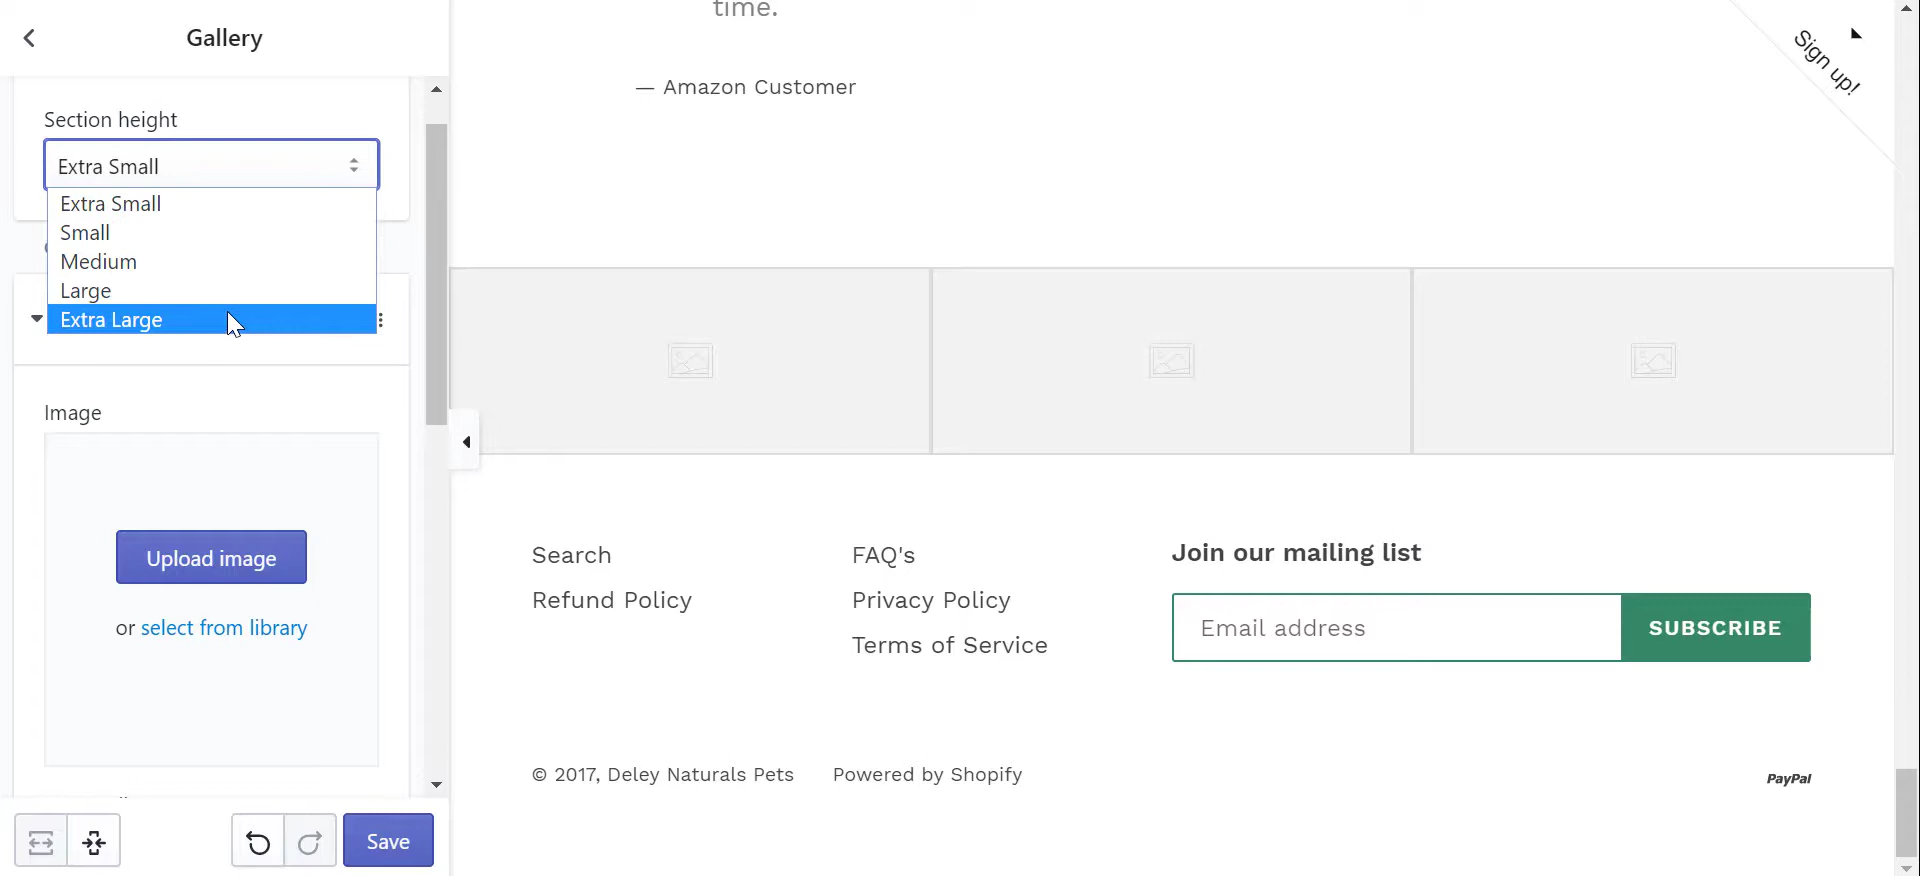 Gallery
Section height
Extra Small
Extra Small
Small
Medium
Large
Extra Large
Image
Upload image
or select from library
Save
time.
— Amazon Customer
Sign up!
Search
Refund Policy
FAQ's
Privacy Policy
Terms of Service
Join our mailing list
Email address
SUBSCRIBE
© 2017, Deley Naturals Pets
Powered by Shopify
PayPal